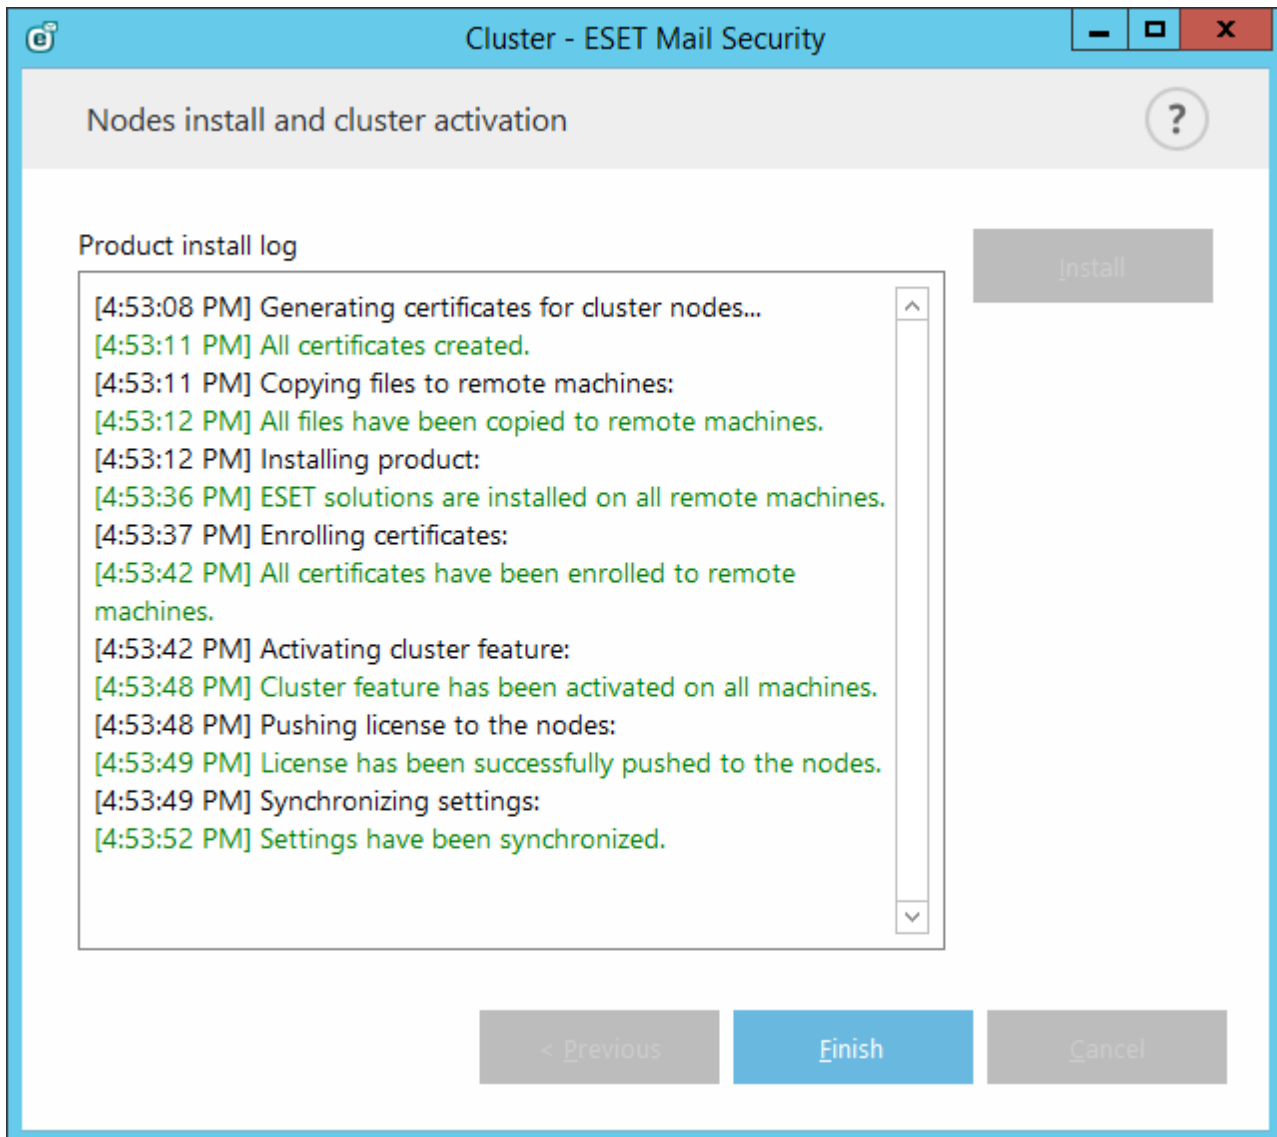 Cluster - ESET Mail Security
Nodes install and cluster activation
?
Product install log
Install
[4:53:08 PM] Generating certificates for cluster nodes...
[4:53:11 PM] All certificates created.
[4:53:11 PM] Copying files to remote machines:
[4:53:12 PM] All files have been copied to remote machines.
[4:53:12 PM] Installing product:
[4:53:36 PM] ESET solutions are installed on all remote machines.
[4:53:37 PM] Enrolling certificates:
[4:53:42 PM] All certificates have been enrolled to remote
machines.
[4:53:42 PM] Activating cluster feature:
[4:53:48 PM] Cluster feature has been activated on all machines.
[4:53:48 PM] Pushing license to the nodes:
[4:53:49 PM] License has been successfully pushed to the nodes.
[4:53:49 PM] Synchronizing settings:
[4:53:52 PM] Settings have been synchronized.
< Previous
Finish
Cancel